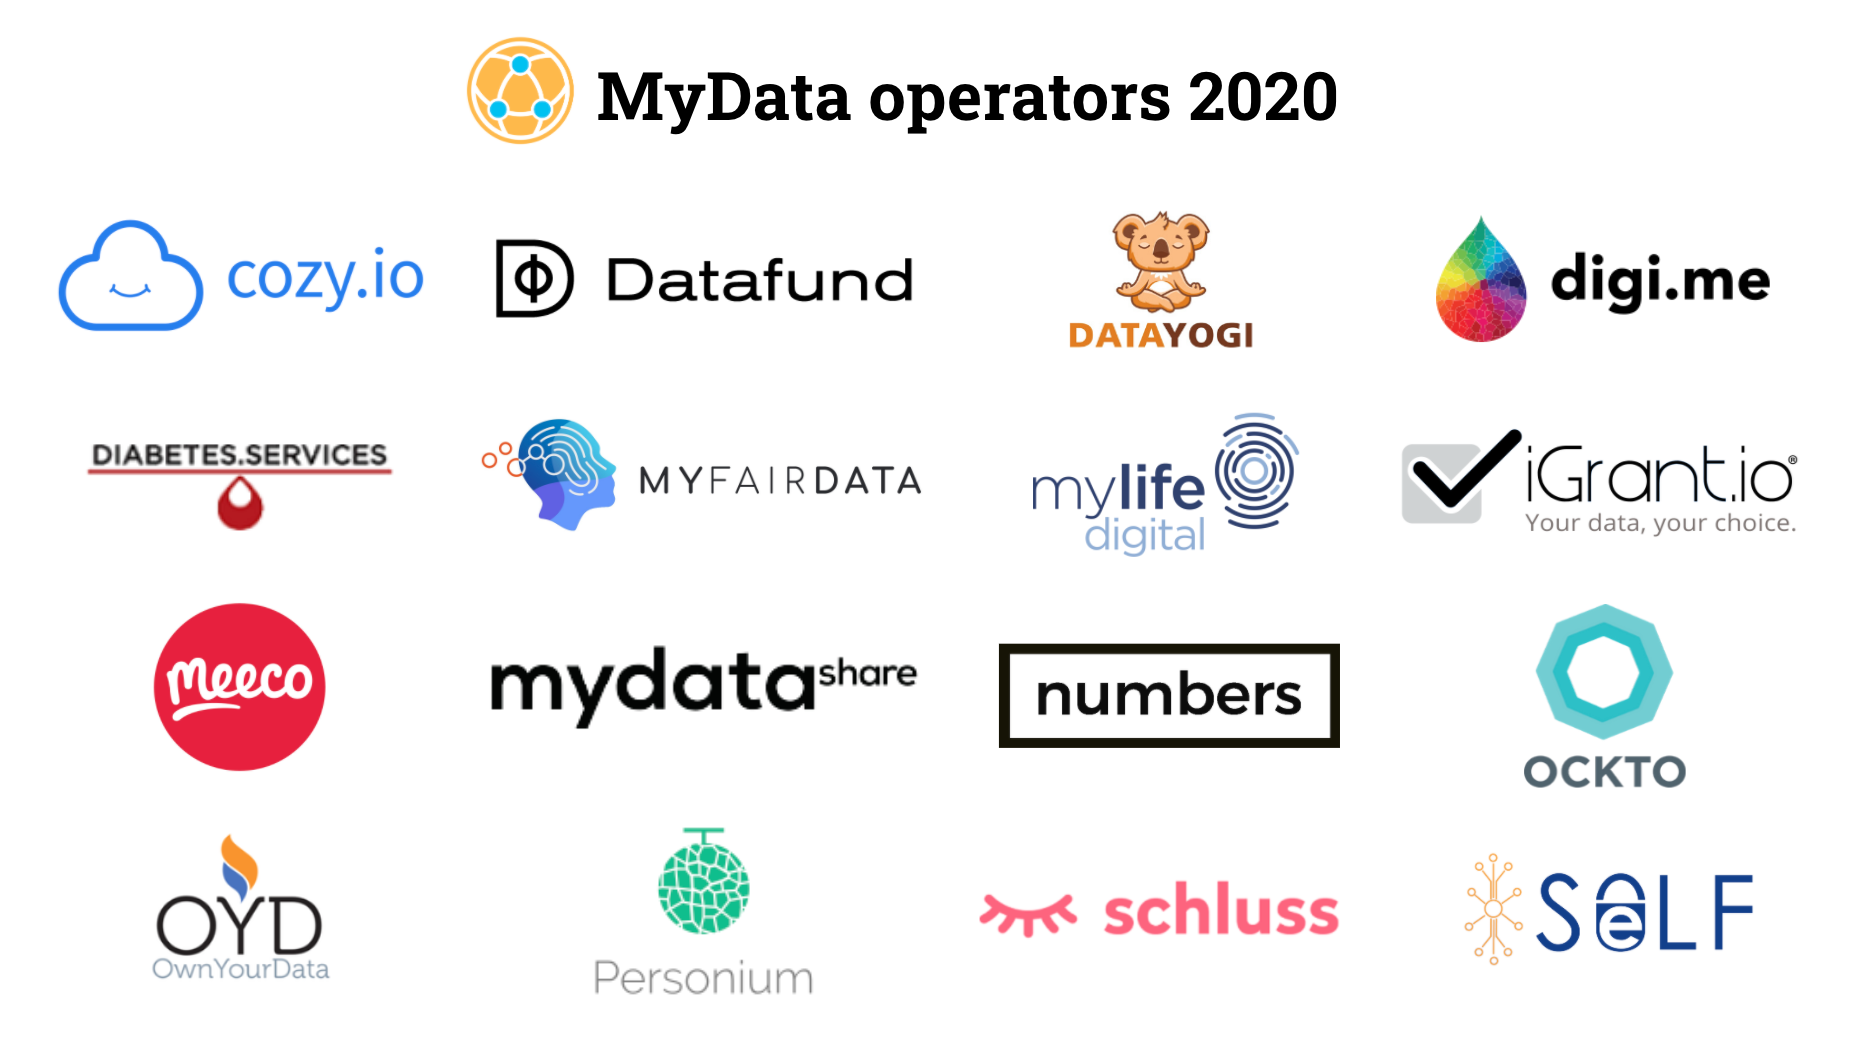 MyData operators 2020
cozy.io
Datafund
DATAYOGI
digi.me
DIABETES.SERVICES
MYFAIRDATA
mylife
digital
iGrant.io®
Your data, your choice.
meeco
mydatashare
numbers
OCKTO
OYD
OwnYourData
Personium
schluss
SeLF